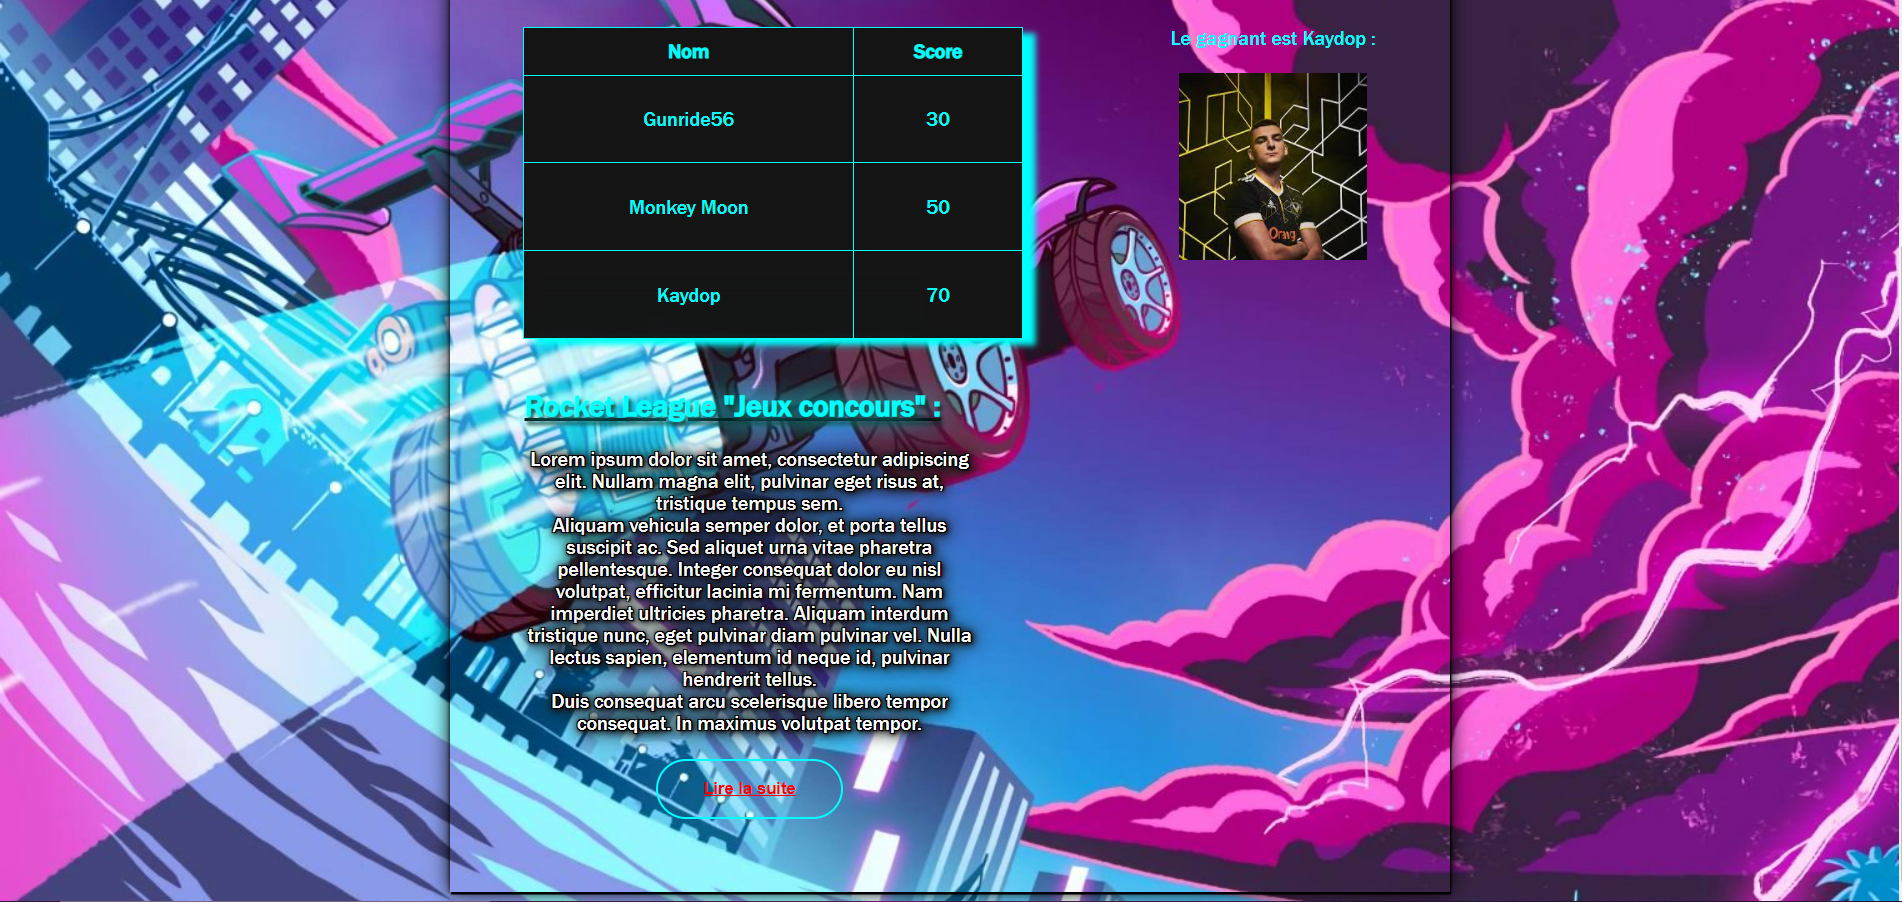 Nom Score
Gunride56 30
Monkey Moon 50
Kaydop 70
Le gagnant est Kaydop :
Rocket League "Jeux concours" :
Lorem ipsum dolor sit amet, consectetur adipiscing
elit. Nullam magna elit, pulvinar eget risus at,
tristique tempus sem.
Aliquam vehicula semper dolor, et porta tellus
suscipit ac. Sed aliquet urna vitae pharetra
pellentesque. Integer consequat dolor eu nisl
volutpat, efficitur lacinia mi fermentum. Nam
imperdiet ultricies pharetra. Aliquam interdum
tristique nunc, eget pulvinar diam pulvinar vel. Nulla
lectus sapien, elementum id neque id, pulvinar
hendrerit tellus.
Duis consequat arcu scelerisque libero tempor
consequat. In maximus volutpat tempor.
Lire la suite